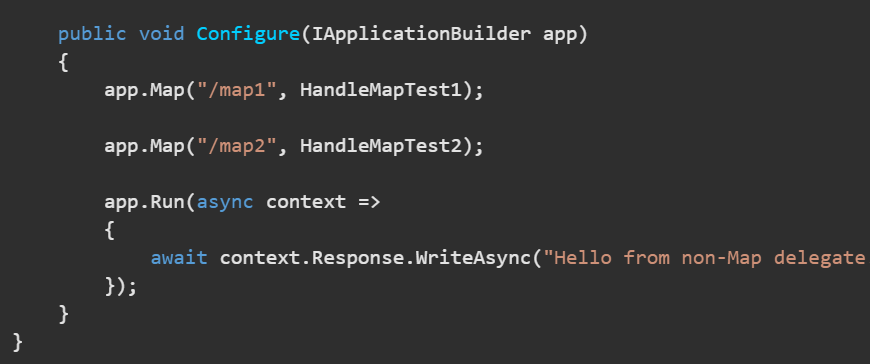 public void Configure(IApplicationBuilder app)
{
app.Map("/map1", HandleMapTest1);
app.Map("/map2", HandleMapTest2);
app.Run(async context =>
{
await context.Response.WriteAsync("Hello from non-Map delegate
});
}
}